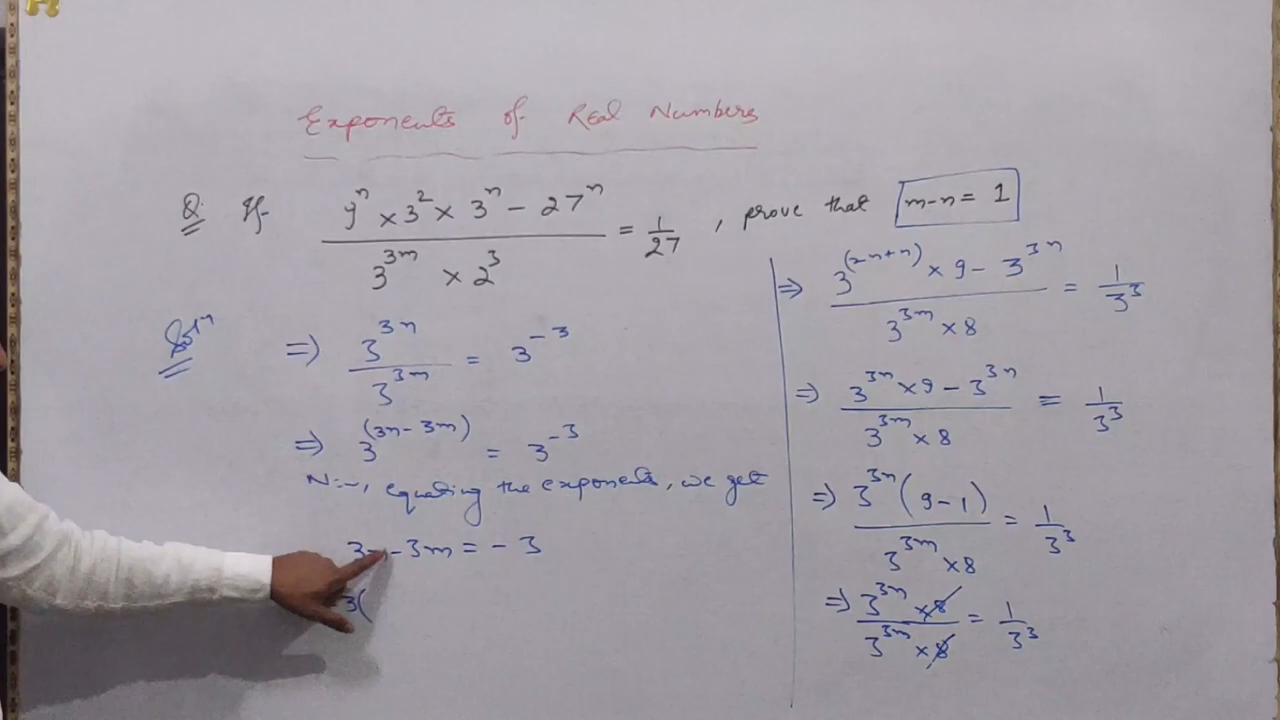 Exponents of Real Numbers
Q. If (9^n × 3^2 × 3^n − 27^n) / (3^3m × 2^3) = 1/27, prove that m−n = 1
Sol^n
⇒ 3^3n / 3^3m = 3^−3
⇒ 3^(3n−3m) = 3^−3
equating the exponents, we get
−3m = −3
3(
⇒ (3^(2n+n) × 9 − 3^3n) / (3^3m × 8) = 1/3^3
⇒ (3^3n × 9 − 3^3n) / (3^3m × 8) = 1/3^3
⇒ 3^3n (9−1) / (3^3m × 8) = 1/3^3
⇒ (3^3n × 8) / (3^3m × 8) = 1/3^3